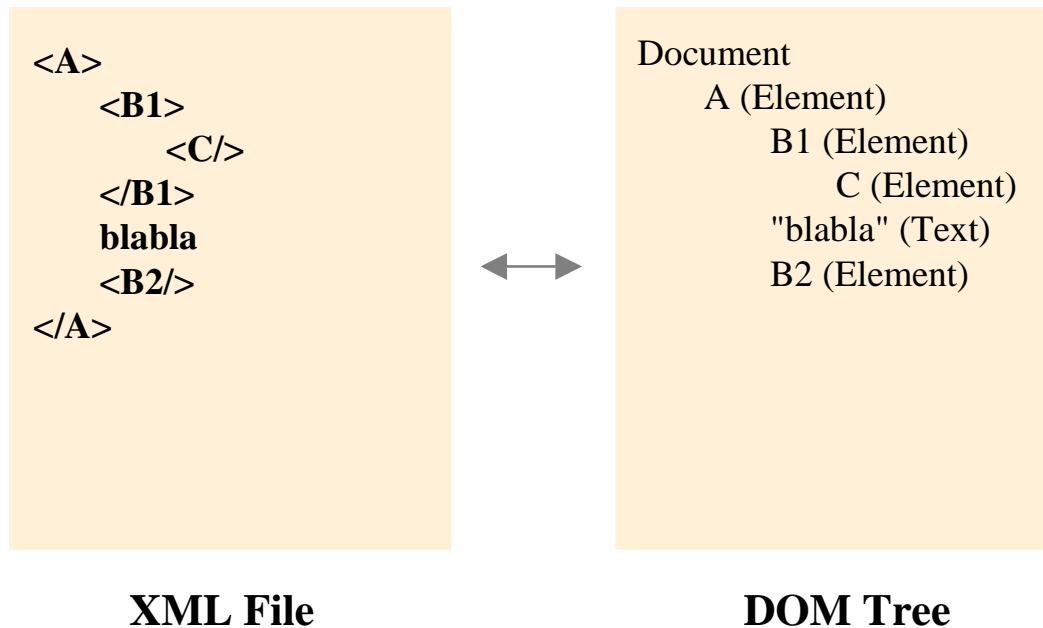 <A>
<B1>
<C/>
</B1>
blabla
<B2/>
</A>
XML File
Document
A (Element)
B1 (Element)
C (Element)
"blabla" (Text)
B2 (Element)
DOM Tree